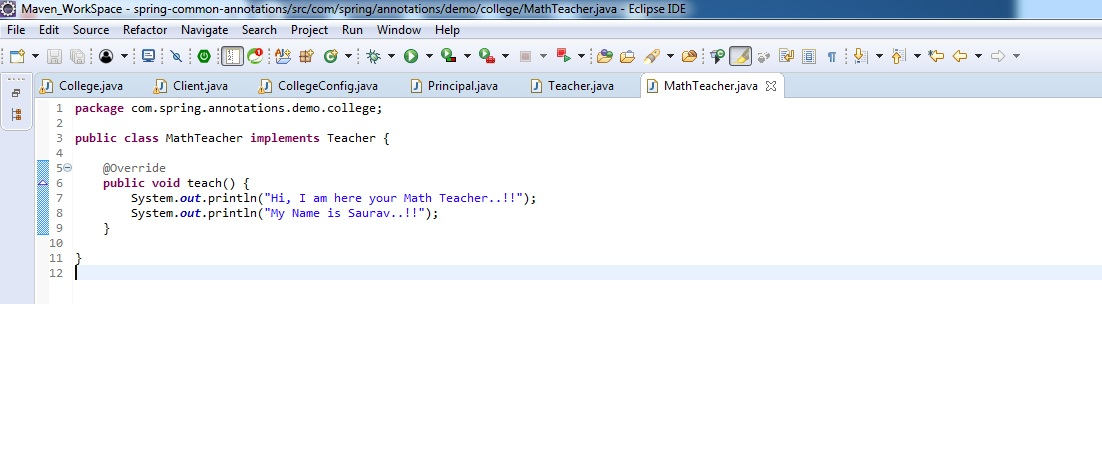 Maven_WorkSpace - spring-common-annotations/src/com/spring/annotations/demo/college/MathTeacher.java - Eclipse IDE
File Edit Source Refactor Navigate Search Project Run Window Help
College.java Client.java CollegeConfig.java Principal.java Teacher.java MathTeacher.java
1 package com.spring.annotations.demo.college;
2
3 public class MathTeacher implements Teacher {
4
5 @Override
6 public void teach() {
7 System.out.println("Hi, I am here your Math Teacher..!!");
8 System.out.println("My Name is Saurav..!!");
9 }
10
11 }
12